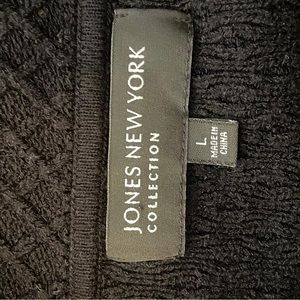 JONES NEW YORK
COLLECTION
L
MADE IN
CHINA